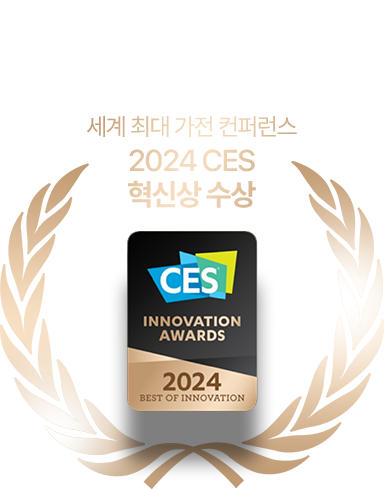 세계 최대 가전 컨퍼런스
2024 CES
혁신상 수상
CES
INNOVATION
AWARDS
2024
BEST OF INNOVATION